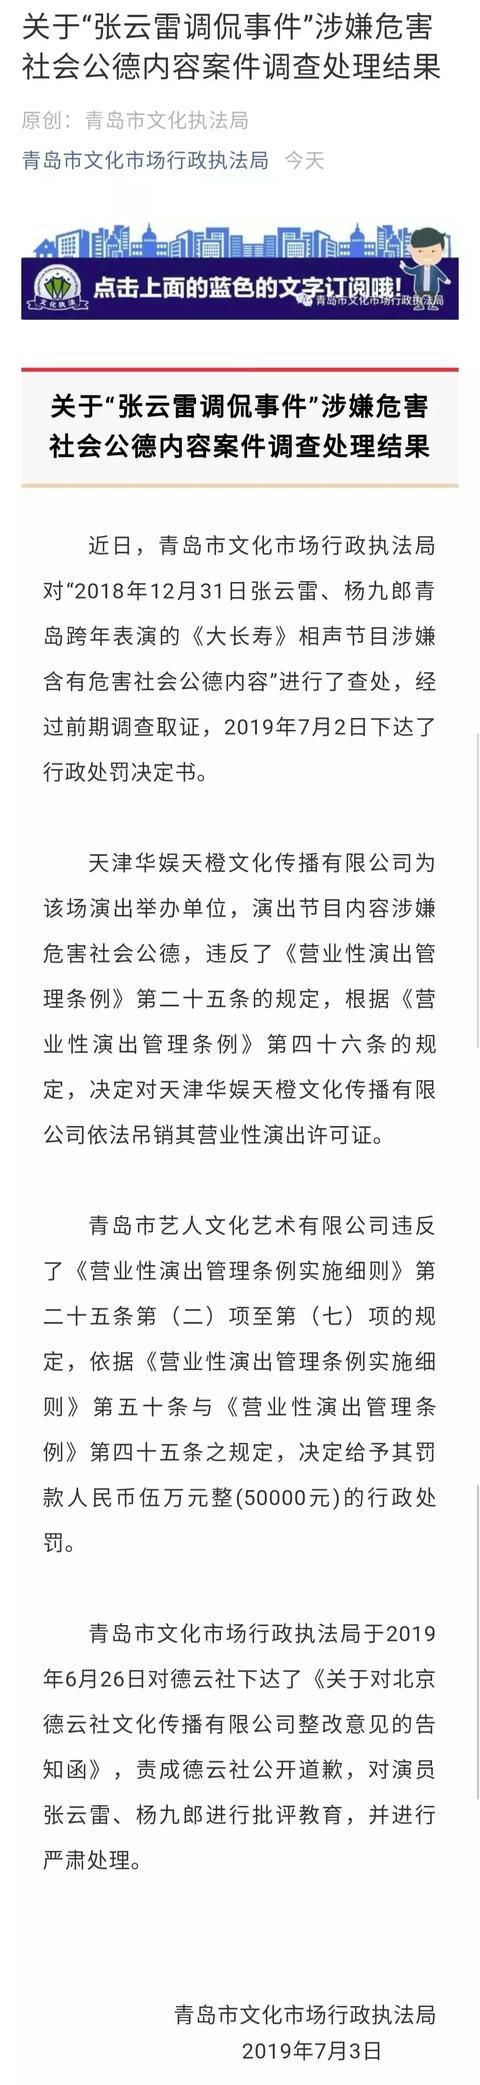 关于“张云雷调侃事件”涉嫌危害
社会公德内容案件调查处理结果
原创： 青岛市文化执法局
青岛市文化市场行政执法局 今天
文化执法
点击上面的蓝色的文字订阅哦！
青岛市文化市场行政执法局
关于“张云雷调侃事件”涉嫌危害
社会公德内容案件调查处理结果
近日，青岛市文化市场行政执法局
对“2018年12月31日张云雷、杨九郎青
岛跨年表演的《大长寿》相声节目涉嫌
含有危害社会公德内容”进行了查处，经
过前期调查取证，2019年7月2日下达了
行政处罚决定书。
天津华娱天橙文化传播有限公司为
该场演出举办单位，演出节目内容涉嫌
危害社会公德，违反了《营业性演出管
理条例》第二十五条的规定，根据《营
业性演出管理条例》第四十六条的规
定，决定对天津华娱天橙文化传播有限
公司依法吊销其营业性演出许可证。
青岛市艺人文化艺术有限公司违反
了《营业性演出管理条例实施细则》第
二十五条第（二）项至第（七）项的规
定，依据《营业性演出管理条例实施细
则》第五十条与《营业性演出管理条
例》第四十五条之规定，决定给予其罚
款人民币伍万元整(50000元)的行政处
罚。
青岛市文化市场行政执法局于2019
年6月26日对德云社下达了《关于对北京
德云社文化传播有限公司整改意见的告
知函》，责成德云社公开道歉，对演员
张云雷、杨九郎进行批评教育，并进行
严肃处理。
青岛市文化市场行政执法局
2019年7月3日